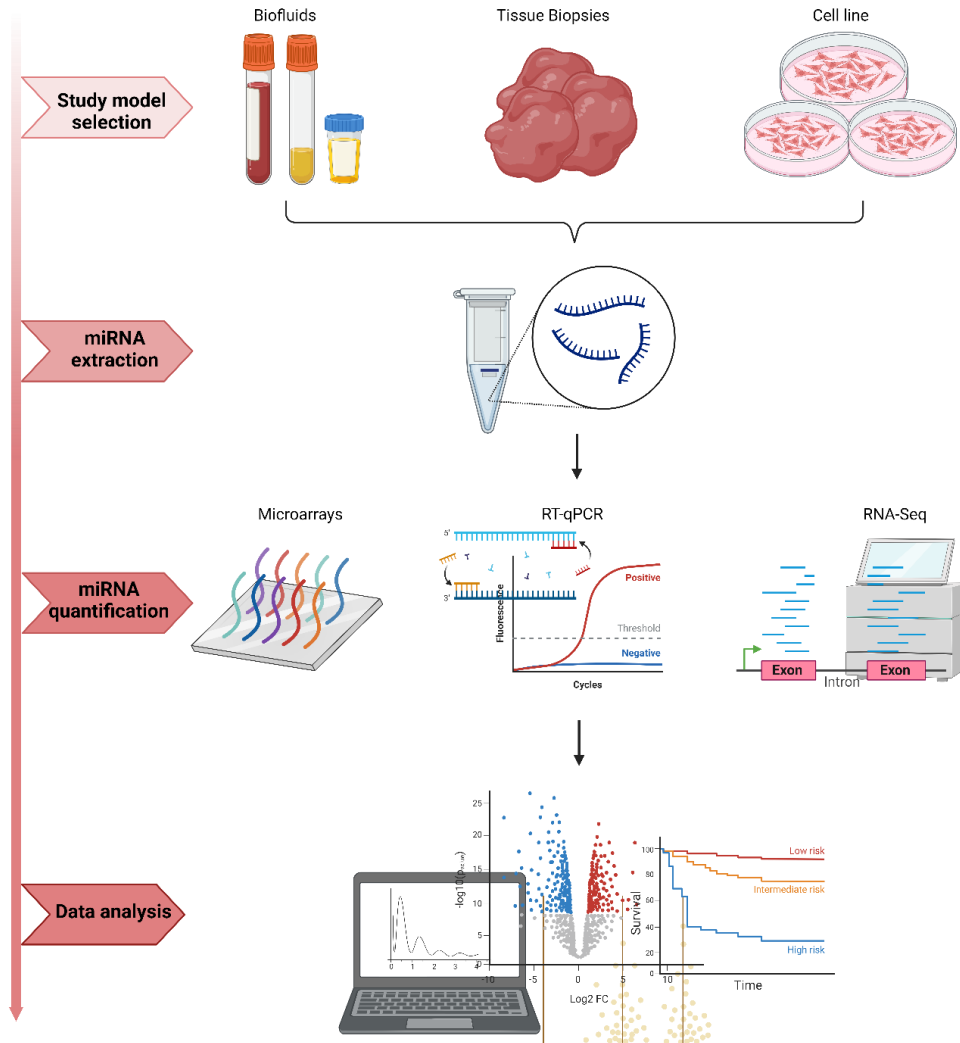 Biofluids
Tissue Biopsies
Cell line
Study model
selection
miRNA
extraction
miRNA
quantification
Microarrays
RT-qPCR
RNA-Seq
5'
3'
Fluorescence
Positive
Threshold
Negative
Cycles
Exon
Intron
Exon
Data analysis
0 1 2 3 4
25
20
15
10
5
0
-10 -5 0 5 10
Log2 FC
100
80
60
40
20
0
Survival
Low risk
Intermediate risk
High risk
Time